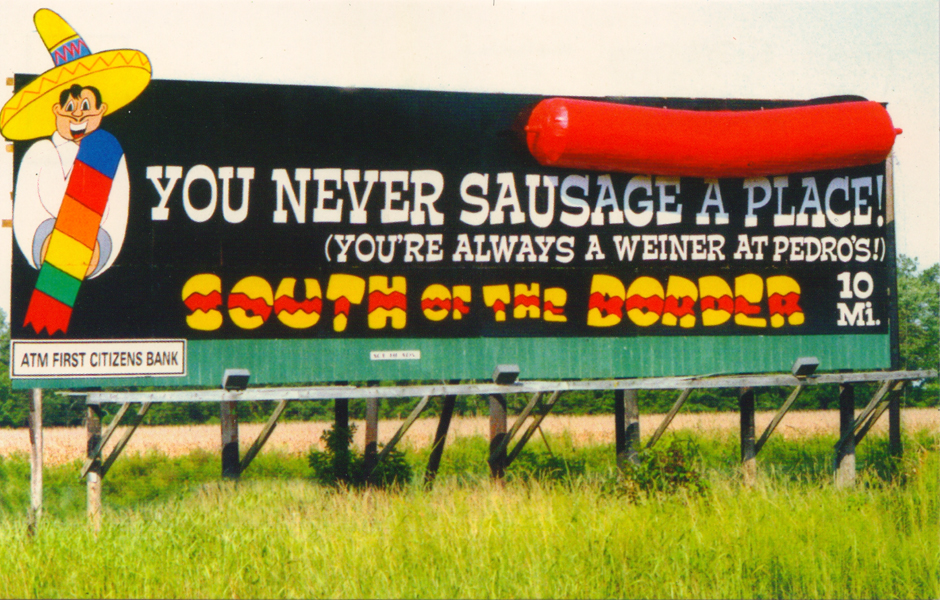 YOU NEVER SAUSAGE A PLACE!
(YOU'RE ALWAYS A WEINER AT PEDRO'S!)
SOUTH OF THE BORDER
10
Mi.
ATM FIRST CITIZENS BANK